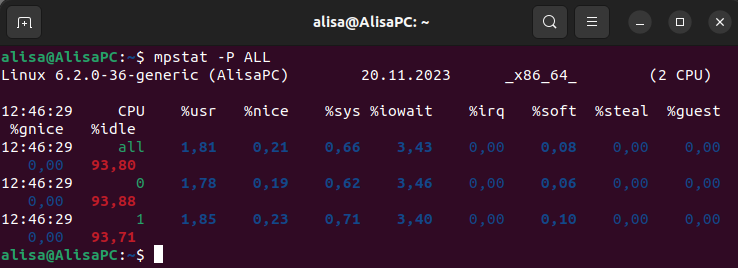 alisa@AlisaPC: ~
alisa@AlisaPC:~$ mpstat -P ALL
Linux 6.2.0-36-generic (AlisaPC) 20.11.2023 _x86_64_ (2 CPU)
12:46:29 CPU %usr %nice %sys %iowait %irq %soft %steal %guest
%gnice %idle
12:46:29 all 1,81 0,21 0,66 3,43 0,00 0,08 0,00 0,00
0,00 93,80
12:46:29 0 1,78 0,19 0,62 3,46 0,00 0,06 0,00 0,00
0,00 93,88
12:46:29 1 1,85 0,23 0,71 3,40 0,00 0,10 0,00 0,00
0,00 93,71
alisa@AlisaPC:~$